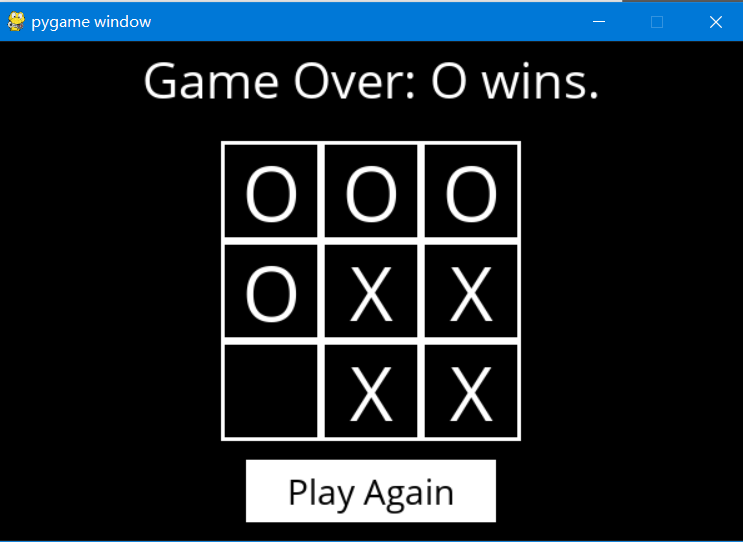 pygame window
Game Over: O wins.
O O O
O X X
X X
Play Again